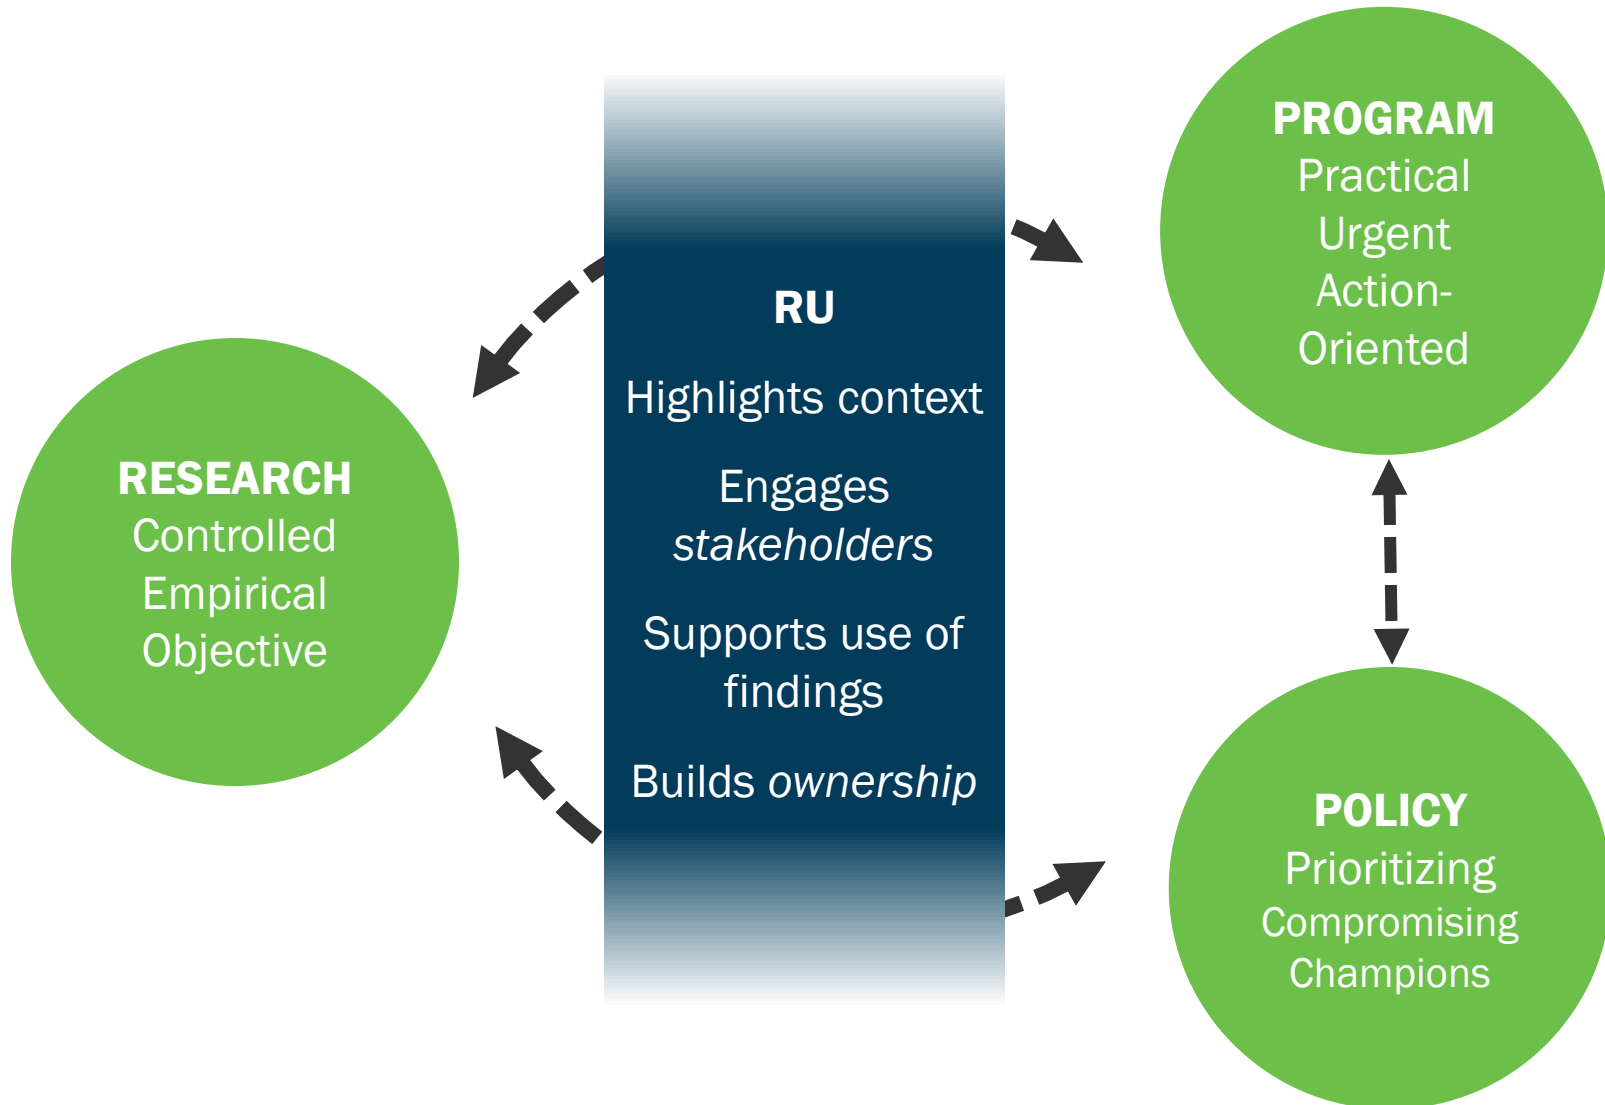 RESEARCH
Controlled
Empirical
Objective
RU
Highlights context
Engages
stakeholders
Supports use of
findings
Builds ownership
PROGRAM
Practical
Urgent
Action-
Oriented
POLICY
Prioritizing
Compromising
Champions